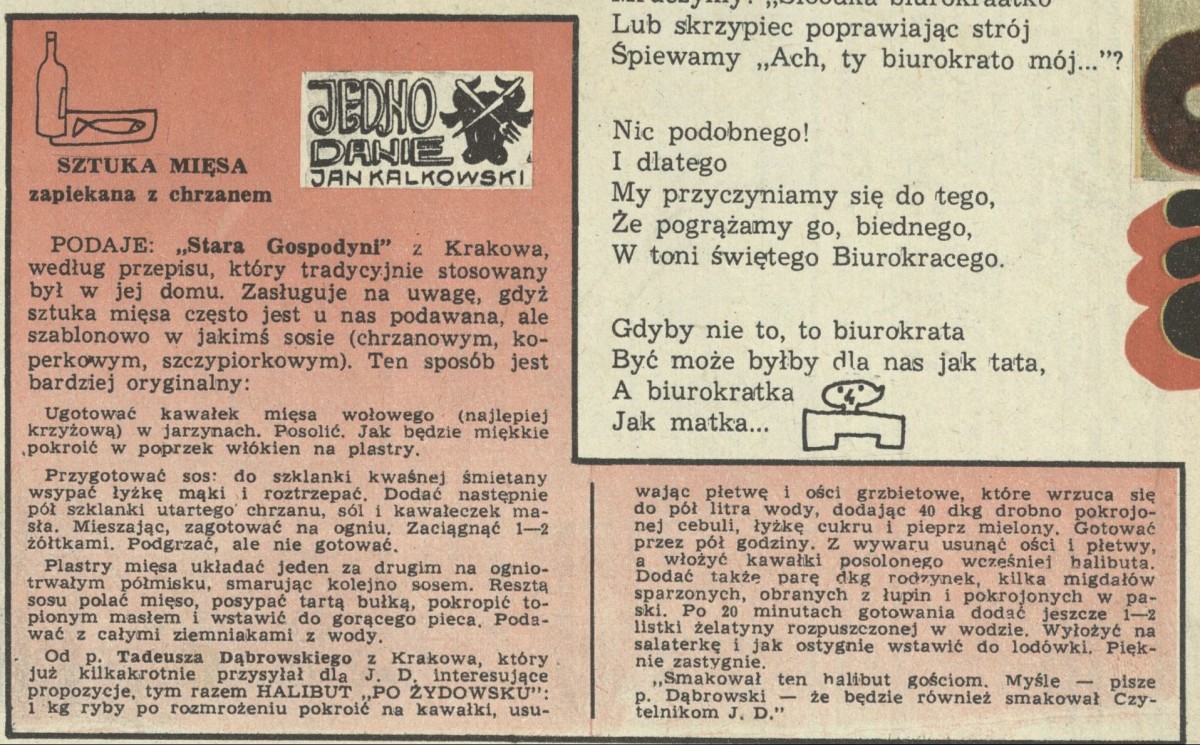 JEDNO
DANIE
JAN KALKOWSKI
SZTUKA MIĘSA
zapiekana z chrzanem
PODAJE: „Stara Gospodyni” z Krakowa,
według przepisu, który tradycyjnie stosowany
był w jej domu. Zasługuje na uwagę, gdyż
sztuka mięsa często jest u nas podawana, ale
szablonowo w jakimś sosie (chrzanowym, ko-
perkowym, szczypiorkowym). Ten sposób jest
bardziej oryginalny:
Ugotować kawałek mięsa wołowego (najlepiej
krzyżową) w jarzynach. Posolić. Jak będzie miękkie
pokroić w poprzek włókien na plastry.
Przygotować sos: do szklanki kwaśnej śmietany
wsypać łyżkę mąki i roztrzepać. Dodać następnie
pół szklanki utartego chrzanu, sól i kawałeczek ma-
sła. Mieszając, zagotować na ogniu. Zaciągnąć 1—2
żółtkami. Podgrzać, ale nie gotować.
Plastry mięsa układać jeden za drugim na ognio-
trwałym półmisku, smarując kolejno sosem. Resztą
sosu polać mięso, posypać tartą bułką, pokropić to-
pionym masłem i wstawić do gorącego pieca. Poda-
wać z całymi ziemniakami z wody.
Od p. Tadeusza Dąbrowskiego z Krakowa, który
już kilkakrotnie przysyłał dla J. D. interesujące
propozycje, tym razem HALIBUT „PO ŻYDOWSKU”:
1 kg ryby po rozmrożeniu pokroić na kawałki, usu-
wając płetwę i ości grzbietowe, które wrzuca się
do pół litra wody, dodając 40 dkg drobno pokrojo-
nej cebuli, łyżkę cukru i pieprz mielony. Gotować
przez pół godziny. Z wywaru usunąć ości i płetwy,
a włożyć kawałki posolonego wcześniej halibuta.
Dodać także parę dkg rodzynek, kilka migdałów
sparzonych, obranych z łupin i pokrojonych w pa-
ski. Po 20 minutach gotowania dodać jeszcze 1—2
listki żelatyny rozpuszczonej w wodzie. Wyłożyć na
salaterkę i jak ostygnie wstawić do lodówki. Pięk-
nie zastygnie.
„Smakował ten halibut gościom. Myśle — pisze
p. Dąbrowski — że będzie również smakował Czy-
telnikom J. D.”
Lub skrzypiec poprawiając strój
Śpiewamy „Ach, ty biurokrato mój...”?
Nic podobnego!
I dlatego
My przyczyniamy się do tego,
Że pogrążamy go, biednego,
W toni świętego Biurokracego.
Gdyby nie to, to biurokrata
Być może byłby dla nas jak tata,
A biurokratka
Jak matka...